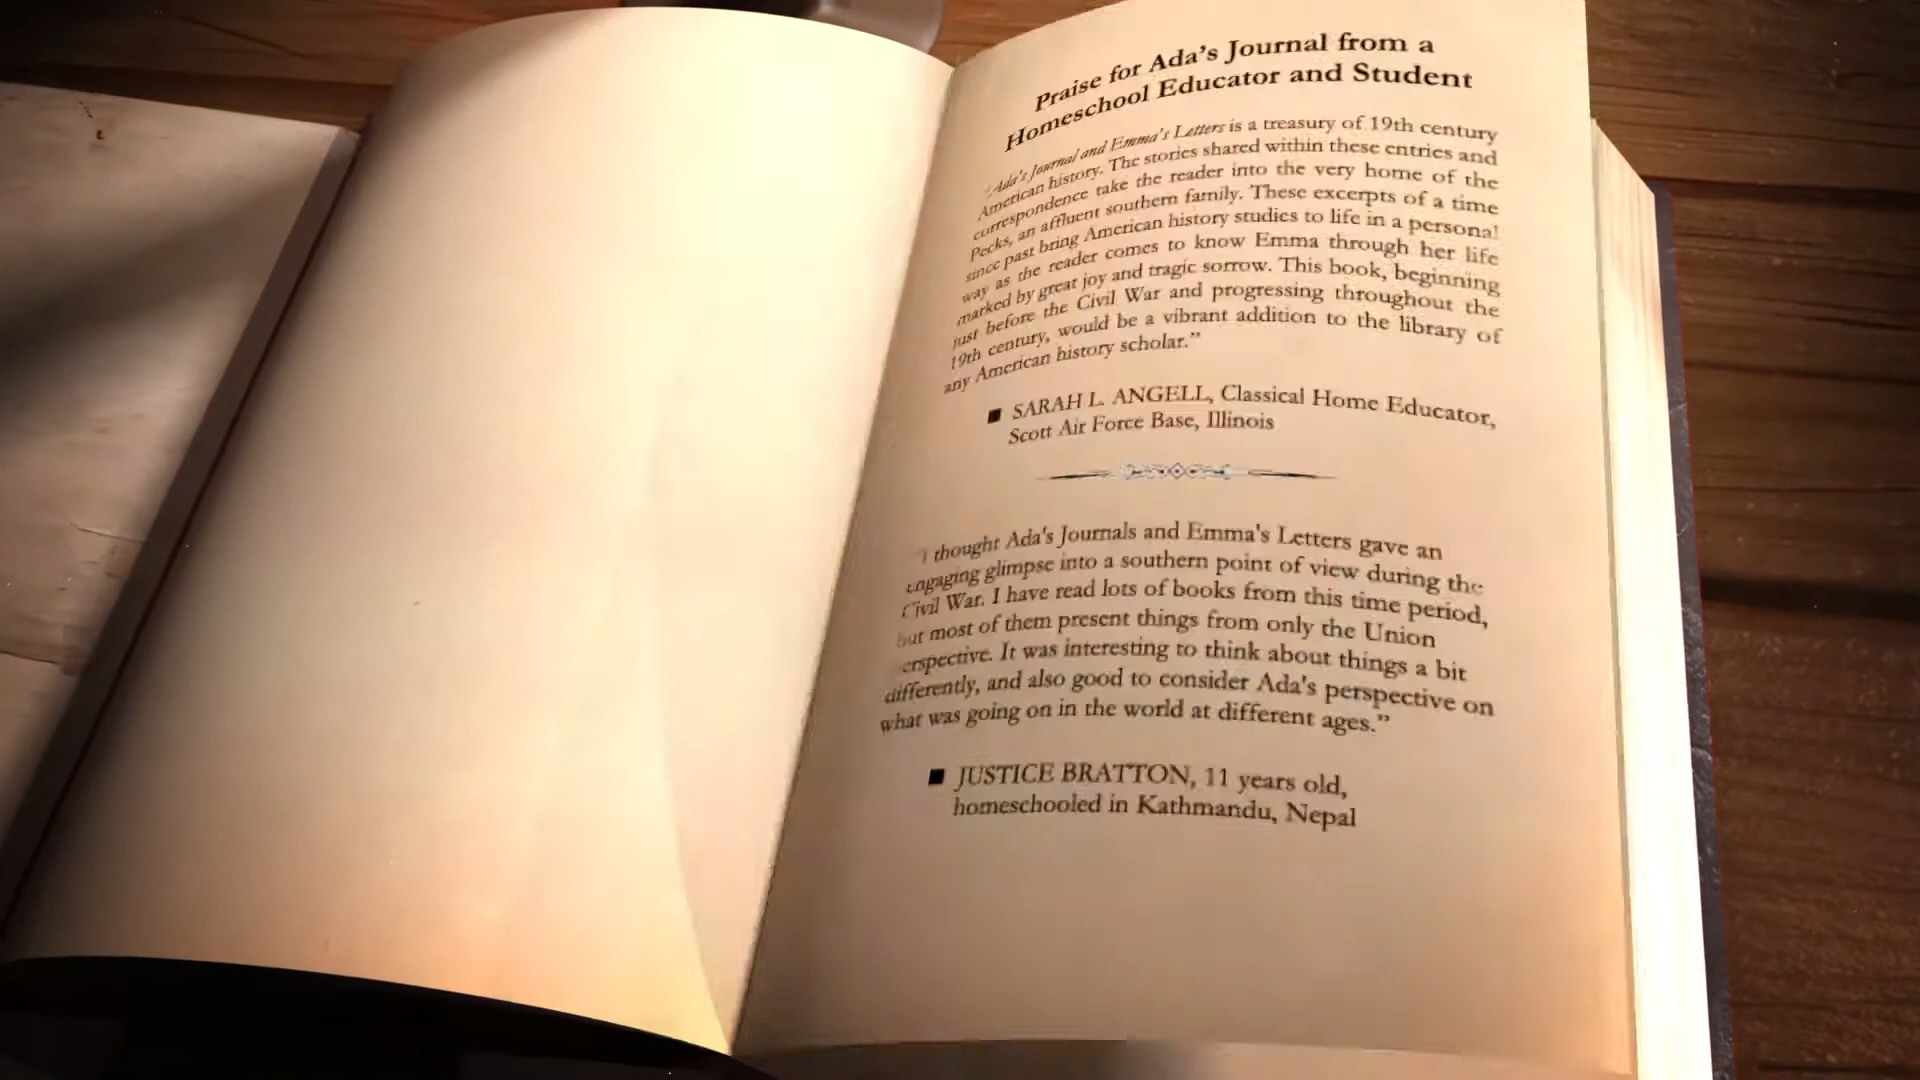 Praise for Ada's Journal from a
Homeschool Educator and Student
"Ada's Journal and Emma's Letters is a treasury of 19th century
American history. The stories shared within these entries and
correspondence take the reader into the very home of the
Pecks, an affluent southern family. These excerpts of a time
since past bring American history studies to life in a personal
way as the reader comes to know Emma through her life
marked by great joy and tragic sorrow. This book, beginning
just before the Civil War and progressing throughout the
19th century, would be a vibrant addition to the library of
any American history scholar."
■ SARAH L. ANGELL, Classical Home Educator,
Scott Air Force Base, Illinois
I thought Ada's Journals and Emma's Letters gave an
engaging glimpse into a southern point of view during the
Civil War. I have read lots of books from this time period,
but most of them present things from only the Union
erspective. It was interesting to think about things a bit
differently, and also good to consider Ada's perspective on
what was going on in the world at different ages."
■ JUSTICE BRATTON, 11 years old,
homeschooled in Kathmandu, Nepal